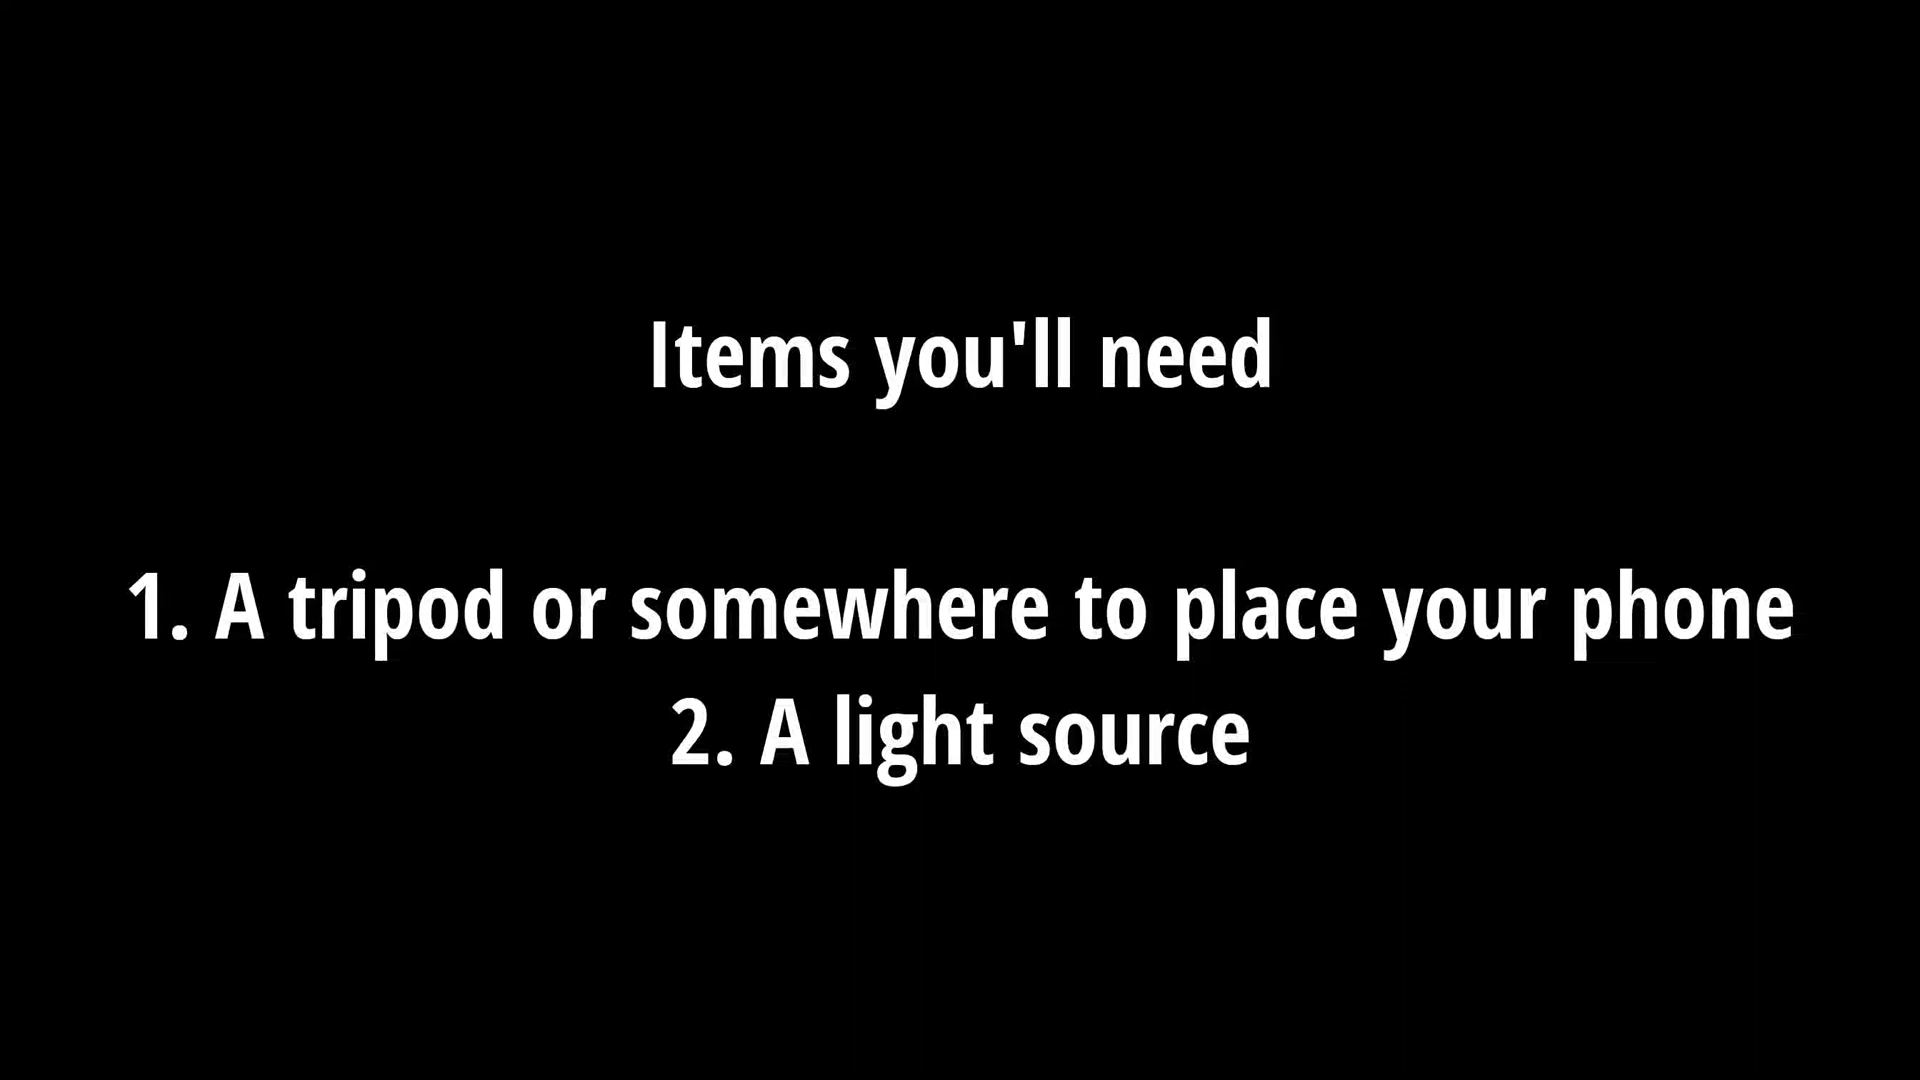 Items you'll need
1. A tripod or somewhere to place your phone
2. A light source